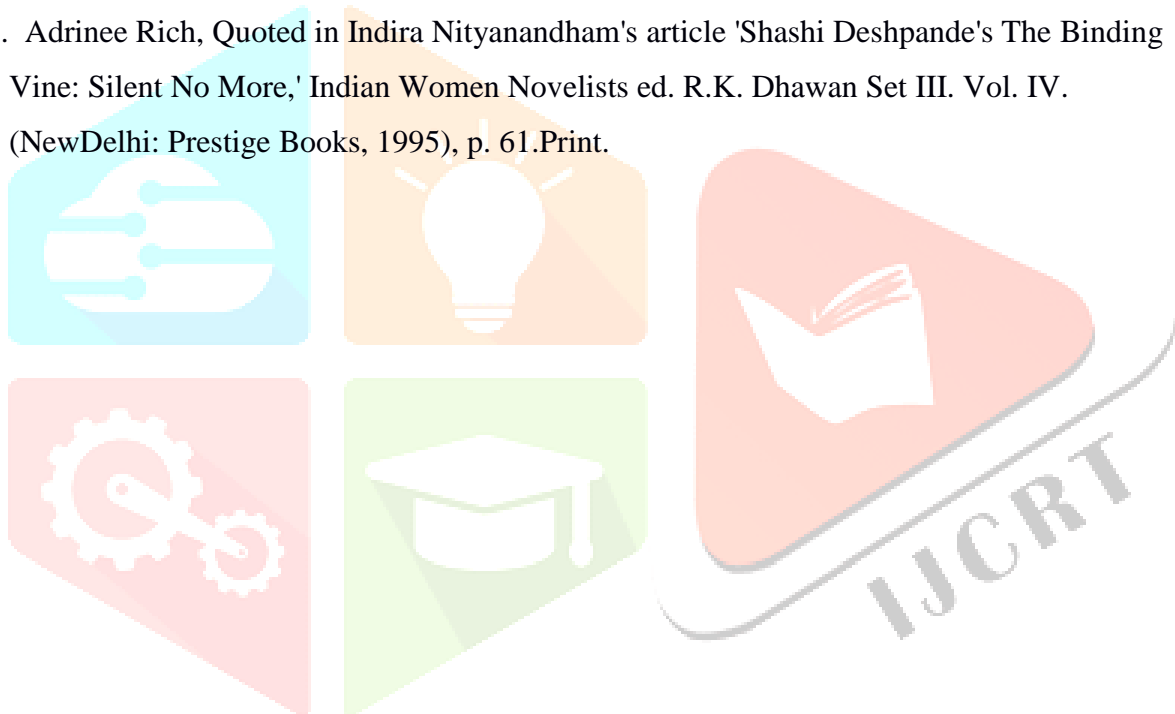 . Adrinee Rich, Quoted in Indira Nityanandham's article 'Shashi Deshpande's The Binding
Vine: Silent No More,' Indian Women Novelists ed. R.K. Dhawan Set III. Vol. IV.
(NewDelhi: Prestige Books, 1995), p. 61.Print.
IJCRT